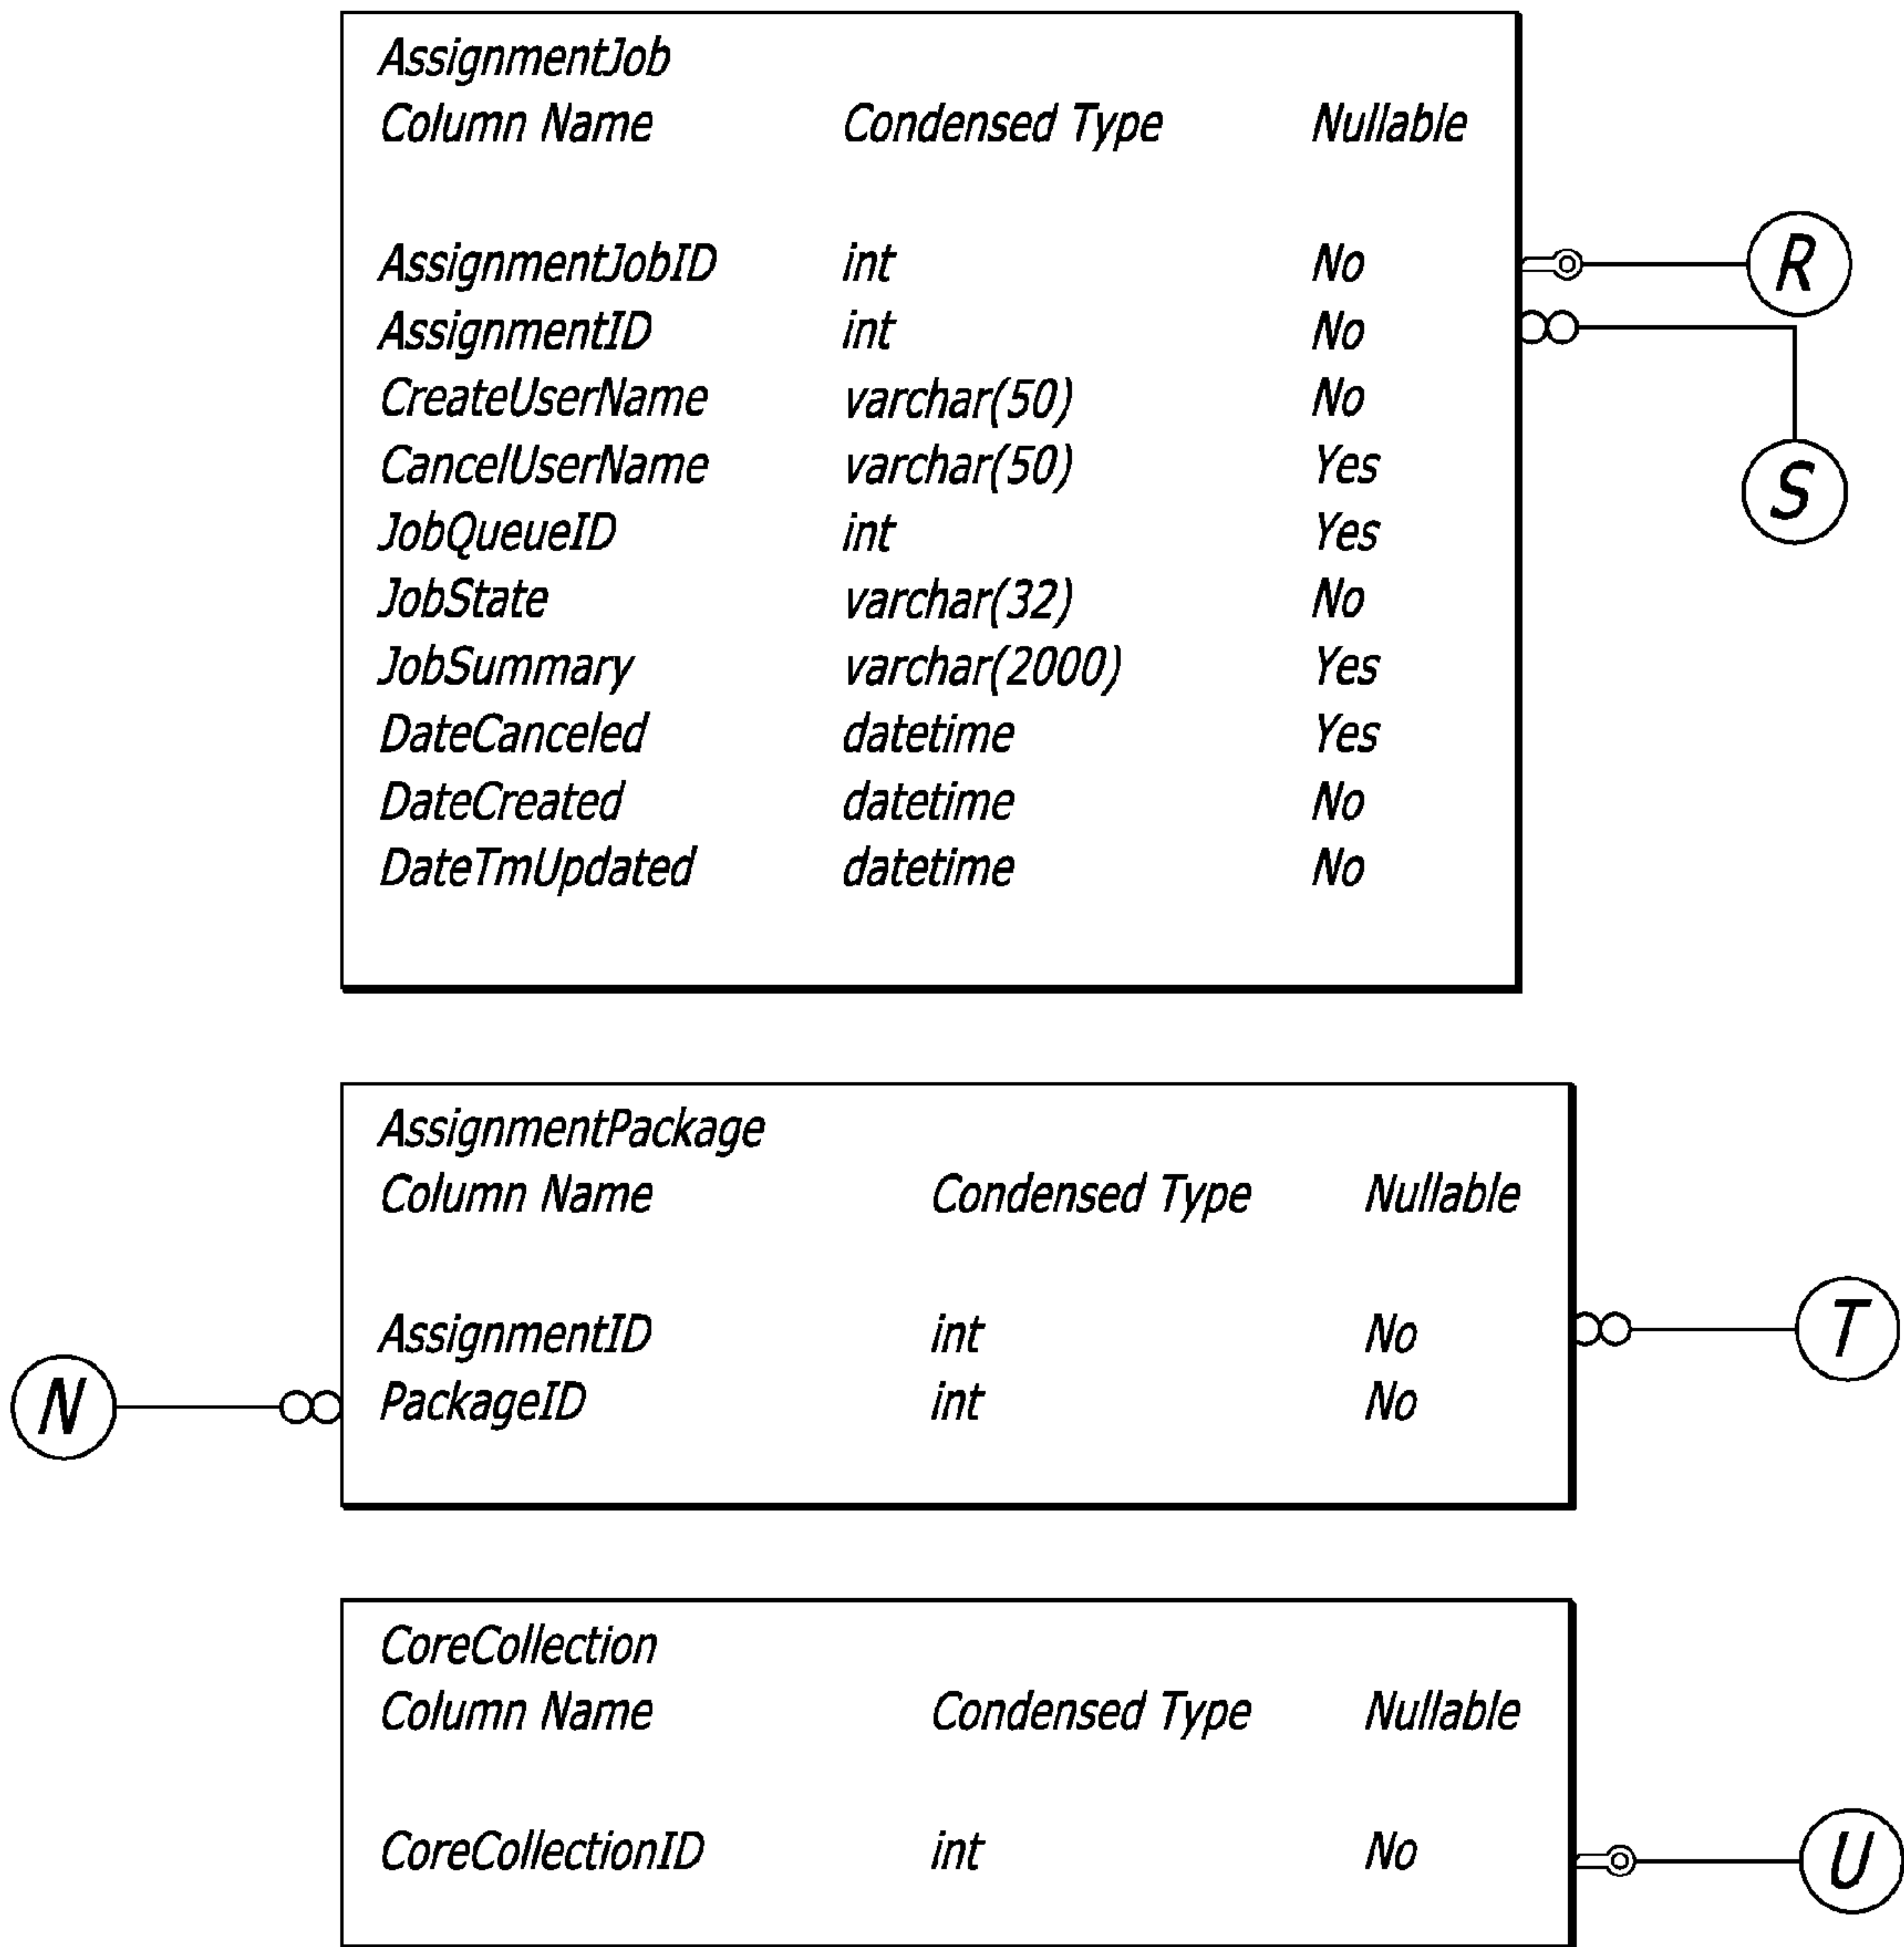 AssignmentJob
Column Name Condensed Type Nullable
AssignmentJobID int No
R
AssignmentID int No
CreateUserName varchar(50) No
CancelUserName varchar(50) Yes
S
JobQueueID int Yes
JobState varchar(32) No
JobSummary varchar(2000) Yes
DateCanceled datetime Yes
DateCreated datetime No
DateTmUpdated datetime No
AssignmentPackage
Column Name Condensed Type Nullable
AssignmentID int No
T
N
PackageID int No
CoreCollection
Column Name Condensed Type Nullable
CoreCollectionID int No
U